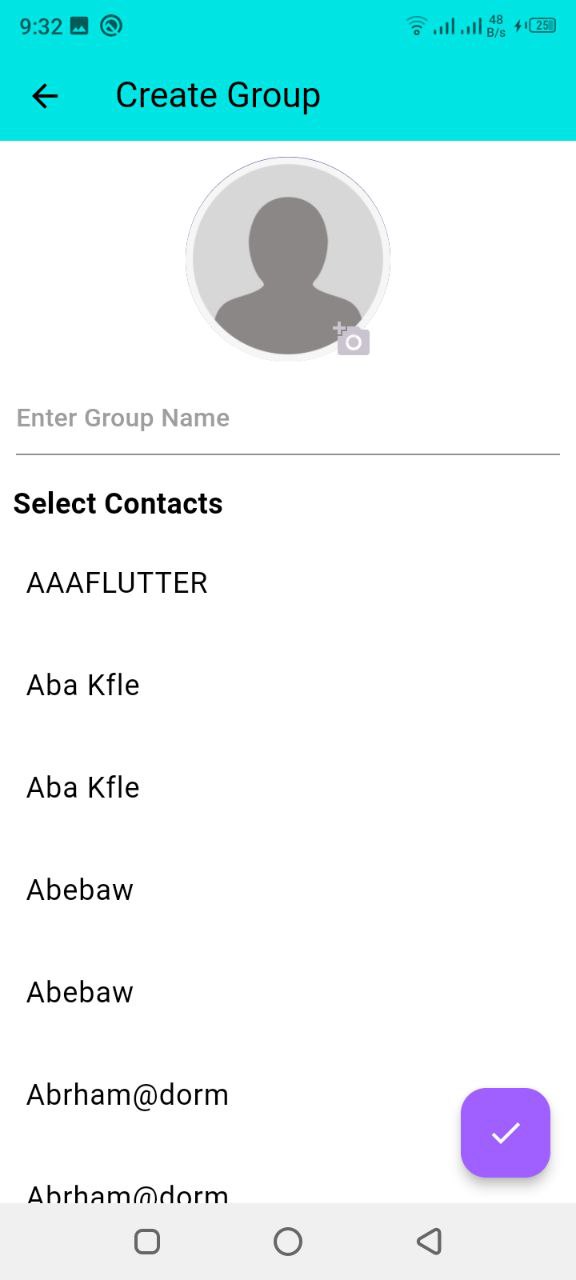 9:32
48
B/s
25
Create Group
Enter Group Name
Select Contacts
AAAFLUTTER
Aba Kfle
Aba Kfle
Abebaw
Abebaw
Abrham@dorm
Abrham@dorm